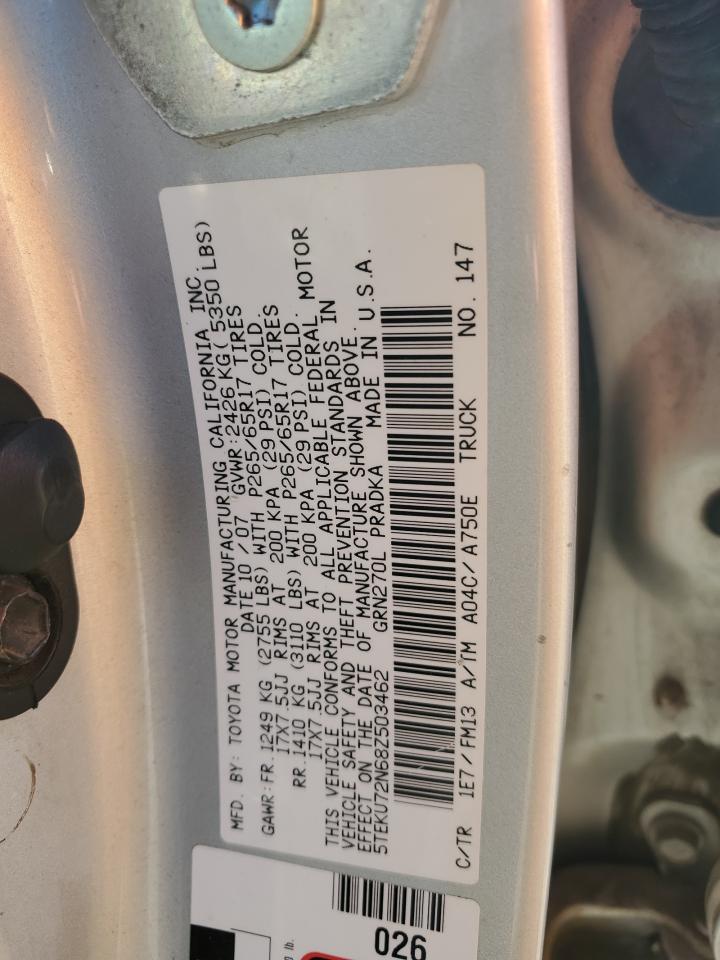 MFD. BY: TOYOTA MOTOR MANUFACTURING CALIFORNIA INC.
DATE 10 / 07 GVWR: 2426 KG( 5350 LBS)
GAWR: FR. 1249 KG (2755 LBS) WITH P265/65R17 TIRES
17X7.5JJ RIMS AT 200 KPA (29 PSI) COLD.
RR. 1410 KG (3110 LBS) WITH P265/65R17 TIRES
17X7.5JJ RIMS AT 200 KPA (29 PSI) COLD.
THIS VEHICLE CONFORMS TO ALL APPLICABLE FEDERAL MOTOR
VEHICLE SAFETY AND THEFT PREVENTION STANDARDS IN
EFFECT ON THE DATE OF MANUFACTURE SHOWN ABOVE.
5TEKU72N68Z503462 GRN270L PRADKA MADE IN U.S.A.
C/TR 1E7/FM13 A/TM A04C/A750E TRUCK NO. 147
026
lb.